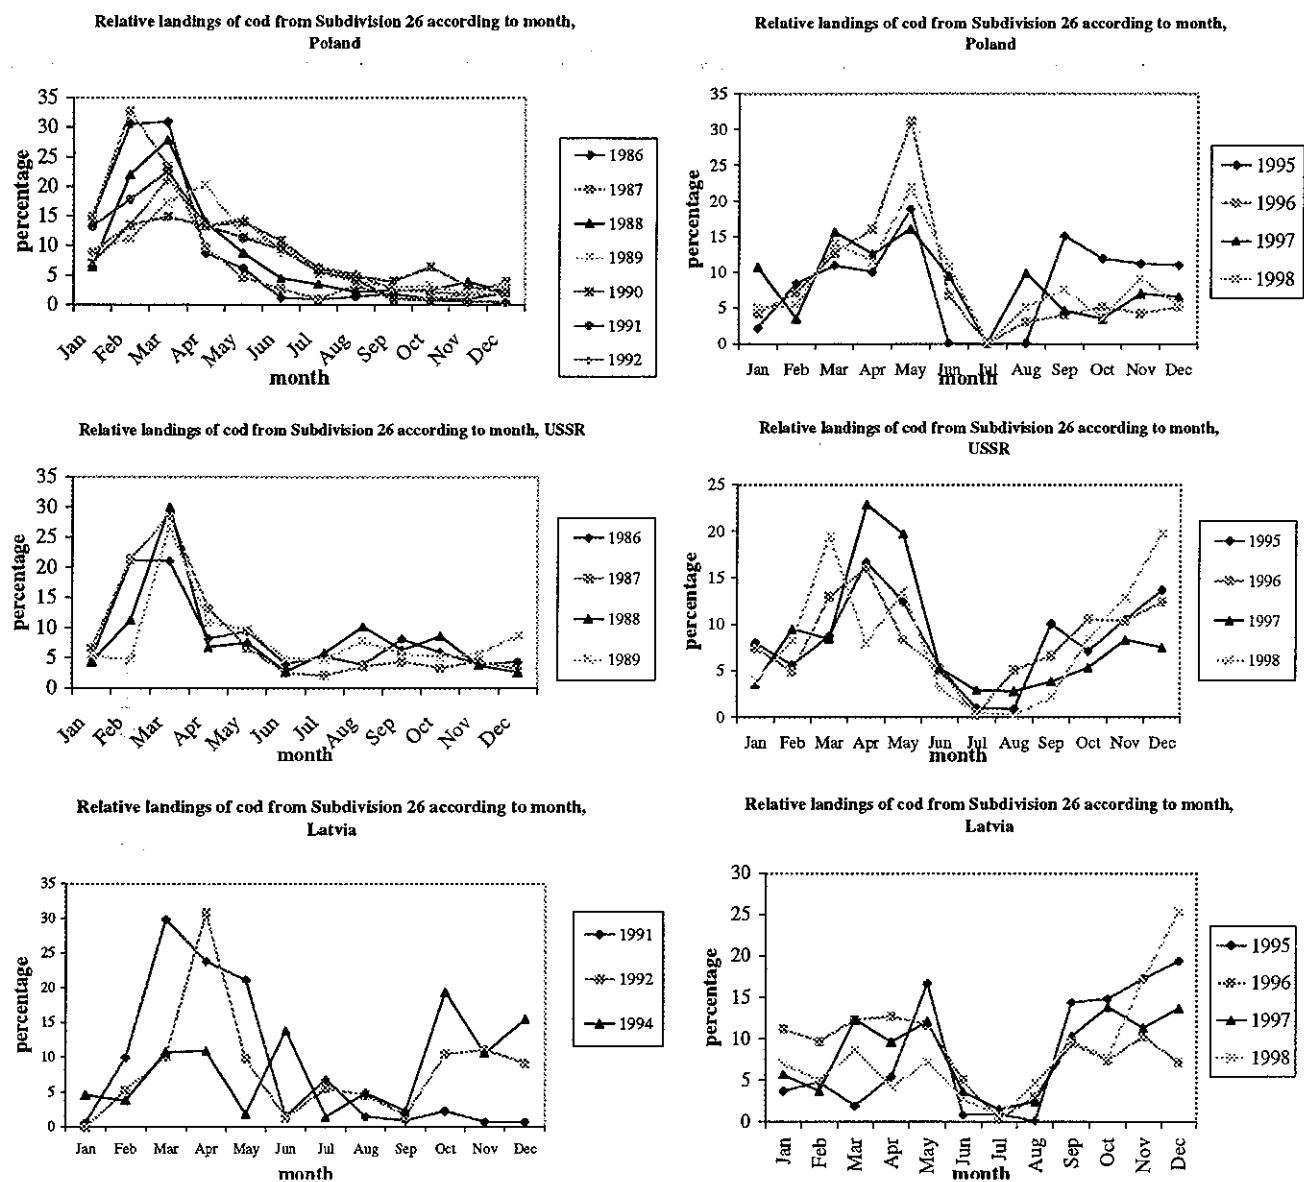 Relative landings of cod from Subdivision 26 according to month,
Poland
35
30
25
20
15
10
5
0
percentage
Jan Feb Mar Apr May Jun Jul Aug Sep Oct Nov Dec
month
1986
1987
1988
1989
1990
1991
1992
Relative landings of cod from Subdivision 26 according to month,
Poland
35
30
25
20
15
10
5
0
percentage
Jan Feb Mar Apr May Jun Jul Aug Sep Oct Nov Dec
month
1995
1996
1997
1998
Relative landings of cod from Subdivision 26 according to month, USSR
35
30
25
20
15
10
5
0
percentage
Jan Feb Mar Apr May Jun Jul Aug Sep Oct Nov Dec
month
1986
1987
1988
1989
Relative landings of cod from Subdivision 26 according to month,
USSR
25
20
15
10
5
0
percentage
Jan Feb Mar Apr May Jun Jul Aug Sep Oct Nov Dec
month
1995
1996
1997
1998
Relative landings of cod from Subdivision 26 according to month,
Latvia
35
30
25
20
15
10
5
0
percentage
Jan Feb Mar Apr May Jun Jul Aug Sep Oct Nov Dec
month
1991
1992
1994
Relative landings of cod from Subdivision 26 according to month,
Latvia
30
25
20
15
10
5
0
percentage
Jan Feb Mar Apr May Jun Jul Aug Sep Oct Nov Dec
month
1995
1996
1997
1998